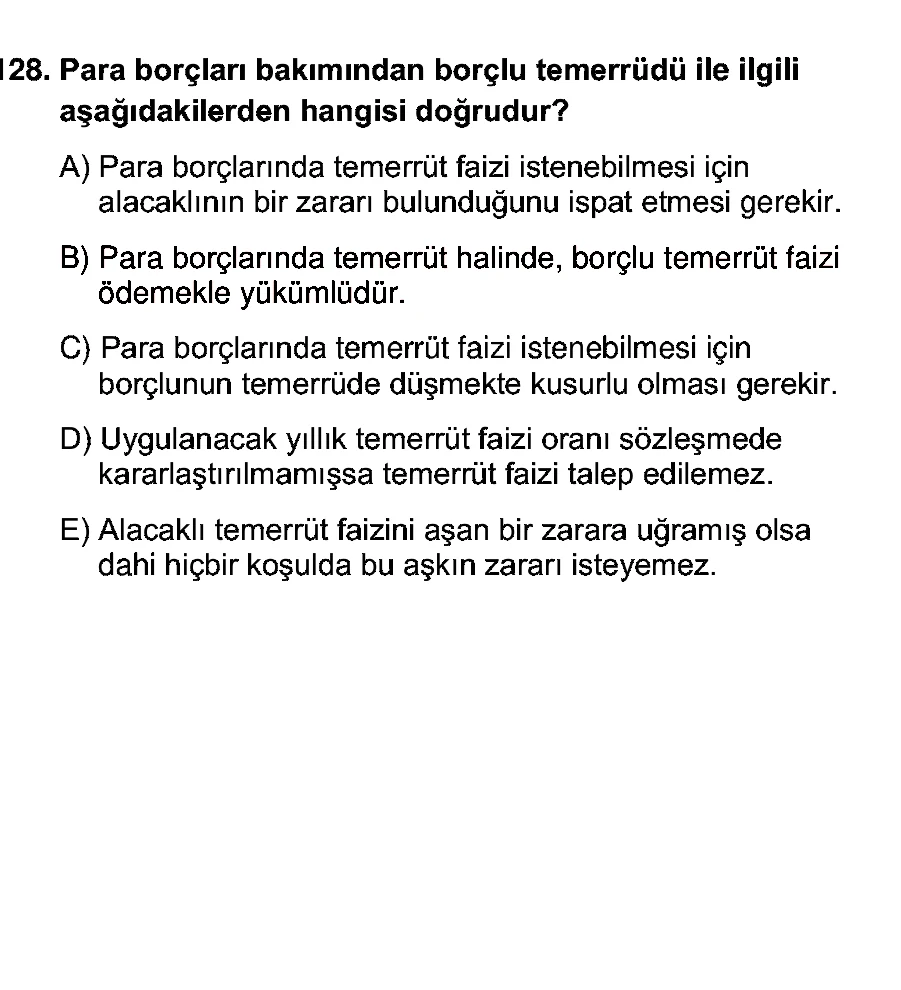 128. Para borçları bakımından borçlu temerrüdü ile ilgili
aşağıdakilerden hangisi doğrudur?
A) Para borçlarında temerrüt faizi istenebilmesi için
alacaklının bir zararı bulunduğunu ispat etmesi gerekir.
B) Para borçlarında temerrüt halinde, borçlu temerrüt faizi
ödemekle yükümlüdür.
C) Para borçlarında temerrüt faizi istenebilmesi için
borçlunun temerrüde düşmekte kusurlu olması gerekir.
D) Uygulanacak yıllık temerrüt faizi oranı sözleşmede
kararlaştırılmamışsa temerrüt faizi talep edilemez.
E) Alacaklı temerrüt faizini aşan bir zarara uğramış olsa
dahi hiçbir koşulda bu aşkın zararı isteyemez.